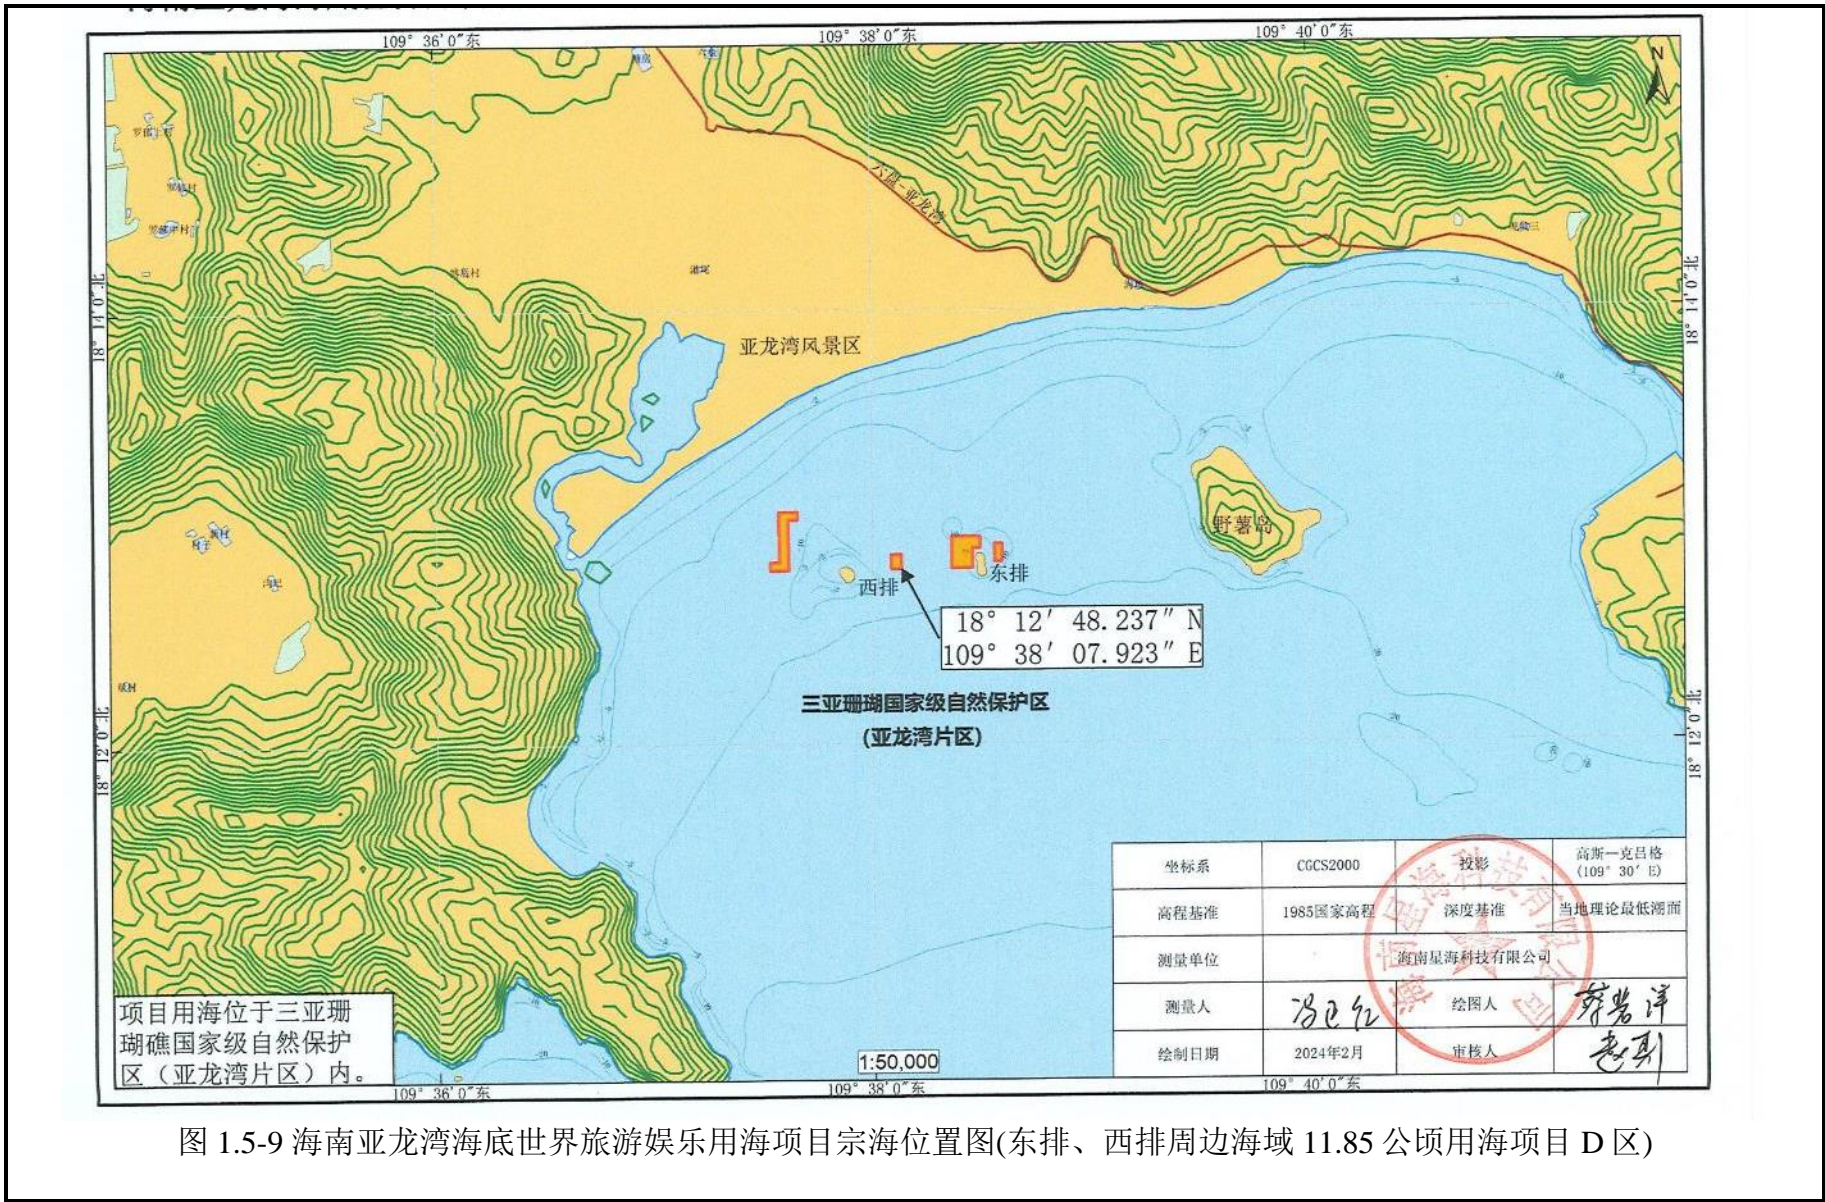 109° 36′0″东
109° 38′0″东
109° 40′0″东
N
六盘-亚龙湾
18° 14′0″北
18° 14′0″北
亚龙湾风景区
野薯岛
西排
东排
18° 12′ 48.237″ N
109° 38′ 07.923″ E
三亚珊瑚国家级自然保护区
(亚龙湾片区)
18° 12′0″北
18° 12′0″北
坐标系 CGCS2000 投影 高斯—克吕格
(109° 30′ E)
高程基准 1985国家高程 深度基准 当地理论最低潮面
测量单位 海南星海科技有限公司
测量人 绘图人
绘制日期 2024年2月 审核人
海南星海科技有限公司
项目用海位于三亚珊
瑚礁国家级自然保护
区（亚龙湾片区）内。
1:50,000
109° 36′0″东
109° 38′0″东
109° 40′0″东
图 1.5-9 海南亚龙湾海底世界旅游娱乐用海项目宗海位置图(东排、西排周边海域 11.85 公顷用海项目 D 区)